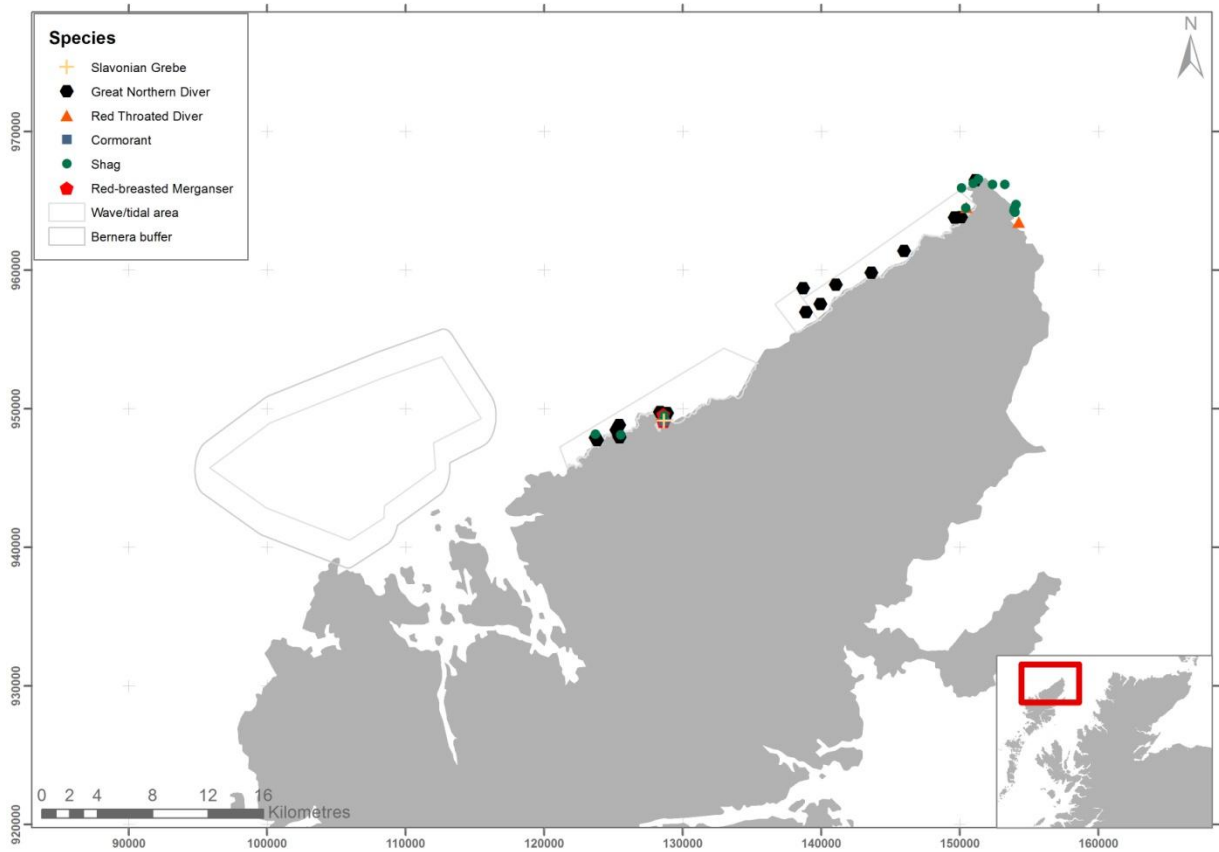 Species
Slavonian Grebe
Great Northern Diver
Red Throated Diver
Cormorant
Shag
Red-breasted Merganser
Wave/tidal area
Bernera buffer
N
970000
960000
950000
940000
930000
920000
0 2 4 8 12 16
Kilometres
90000 100000 110000 120000 130000 140000 150000 160000